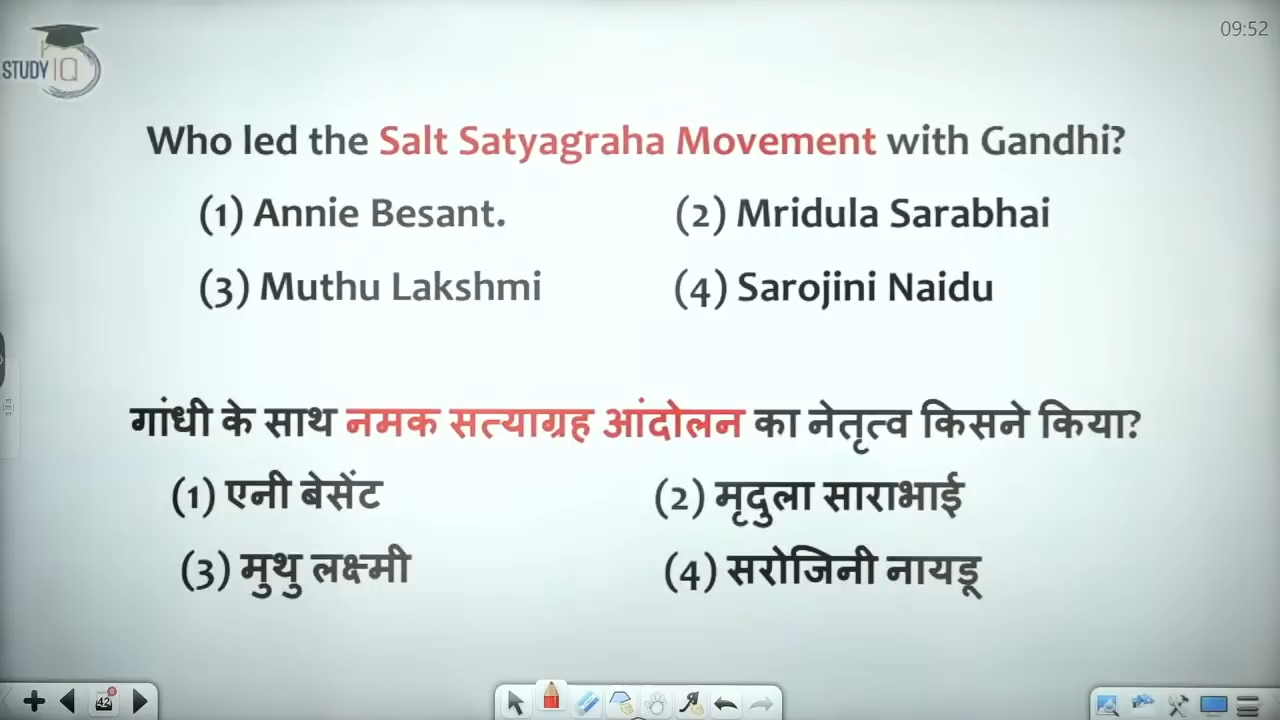 09:52
STUDY IQ
Who led the Salt Satyagraha Movement with Gandhi?
(1) Annie Besant. (2) Mridula Sarabhai
(3) Muthu Lakshmi (4) Sarojini Naidu
गांधी के साथ नमक सत्याग्रह आंदोलन का नेतृत्व किसने किया?
(1) एनी बेसेंट (2) मृदुला साराभाई
(3) मुथु लक्ष्मी (4) सरोजिनी नायडू
42